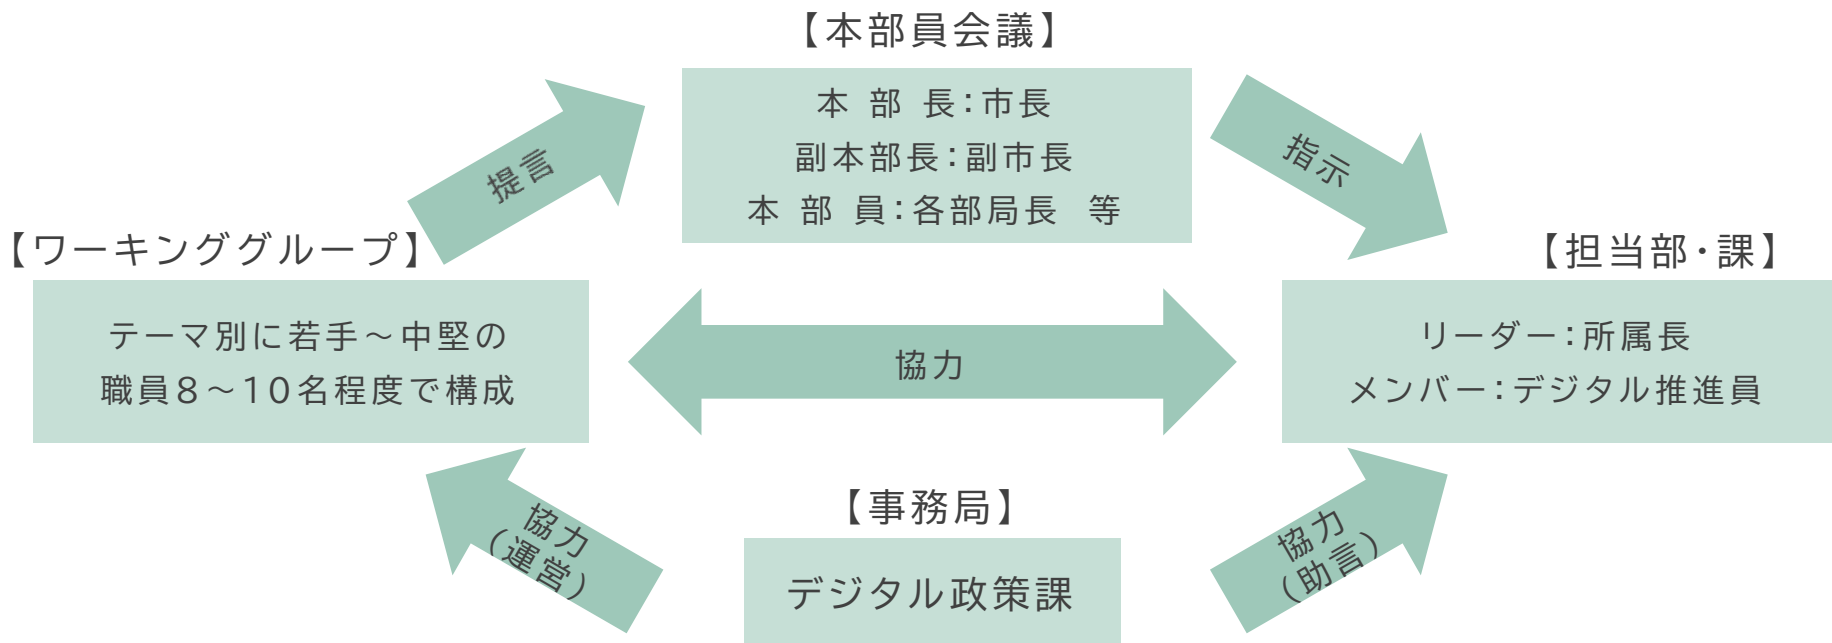 【本部員会議】
本 部 長：市長
副本部長：副市長
本 部 員：各部局長 等
提言
指示
【ワーキンググループ】
テーマ別に若手～中堅の
職員８～１０名程度で構成
協力
【担当部・課】
リーダー：所属長
メンバー：デジタル推進員
協力
（運営）
【事務局】
デジタル政策課
協力
（助言）